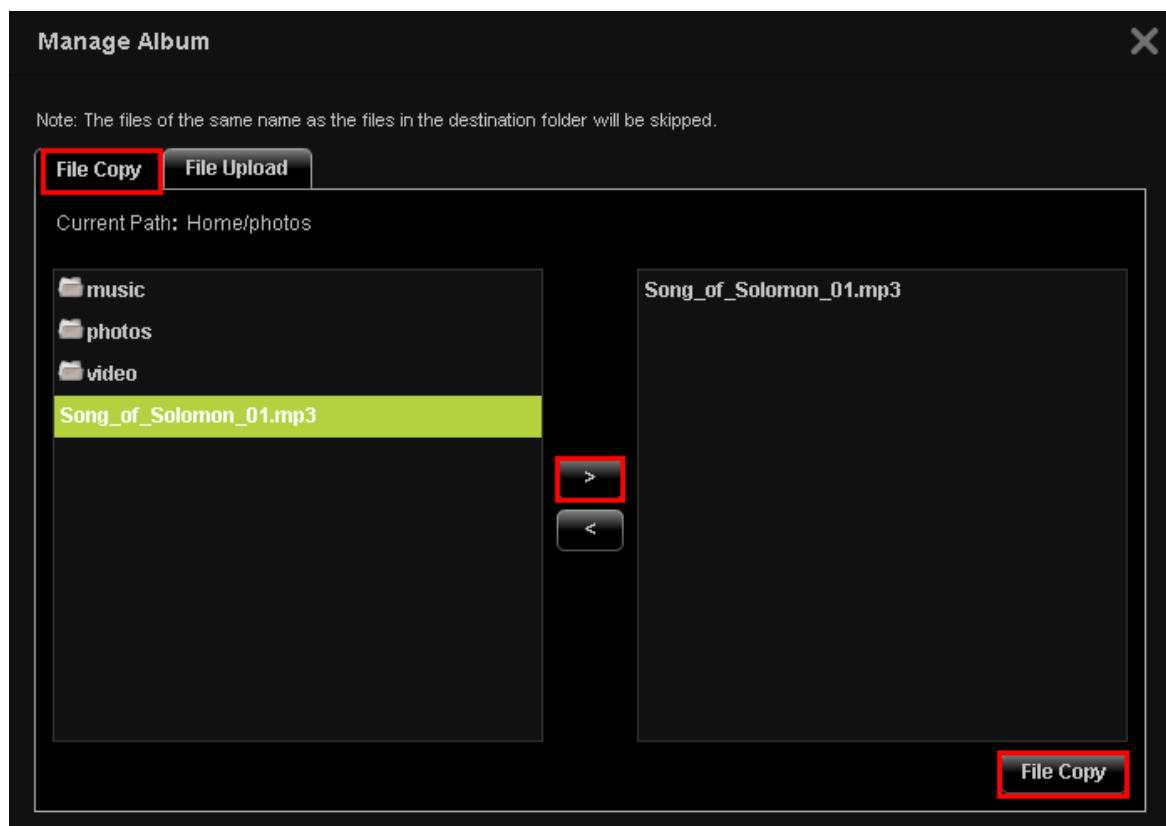 Manage Album
Note: The files of the same name as the files in the destination folder will be skipped.
File Copy File Upload
Current Path: Home/photos
music
photos
video
Song_of_Solomon_01.mp3
>
<
Song_of_Solomon_01.mp3
File Copy